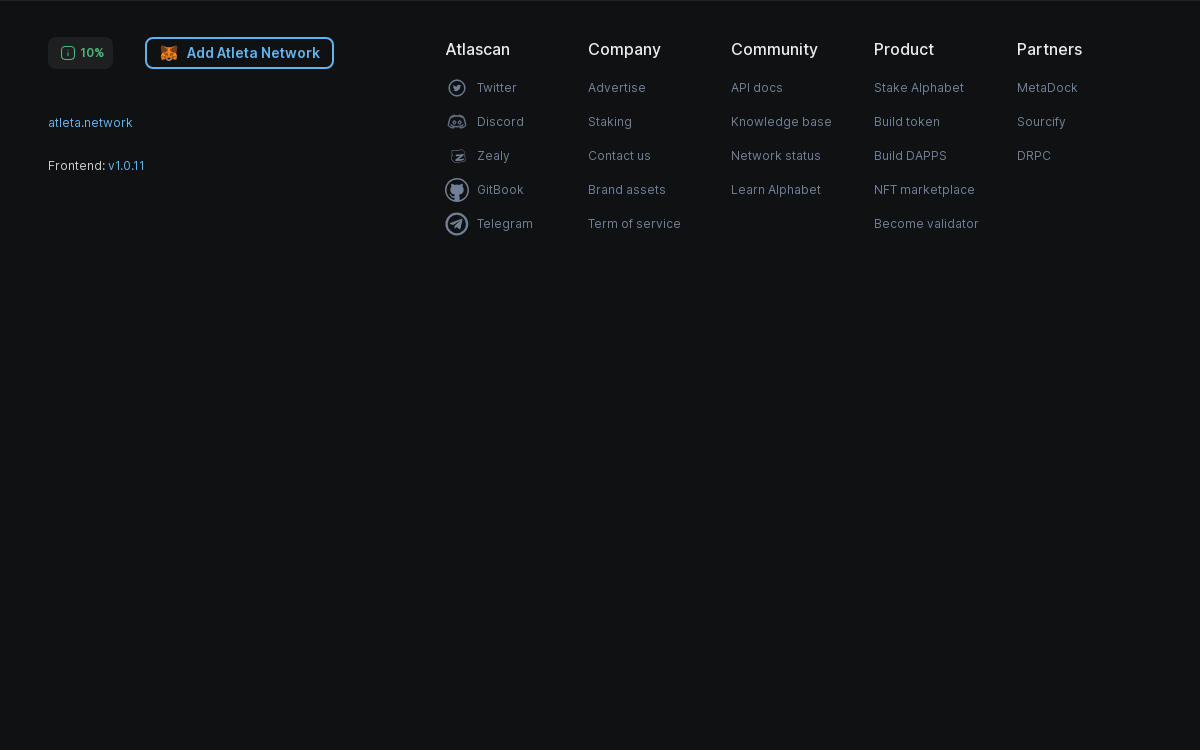 10%
Add Atleta Network
atleta.network
Frontend: v1.0.11
Atlascan
Twitter
Discord
Zealy
GitBook
Telegram
Company
Advertise
Staking
Contact us
Brand assets
Term of service
Community
API docs
Knowledge base
Network status
Learn Alphabet
Product
Stake Alphabet
Build token
Build DAPPS
NFT marketplace
Become validator
Partners
MetaDock
Sourcify
DRPC